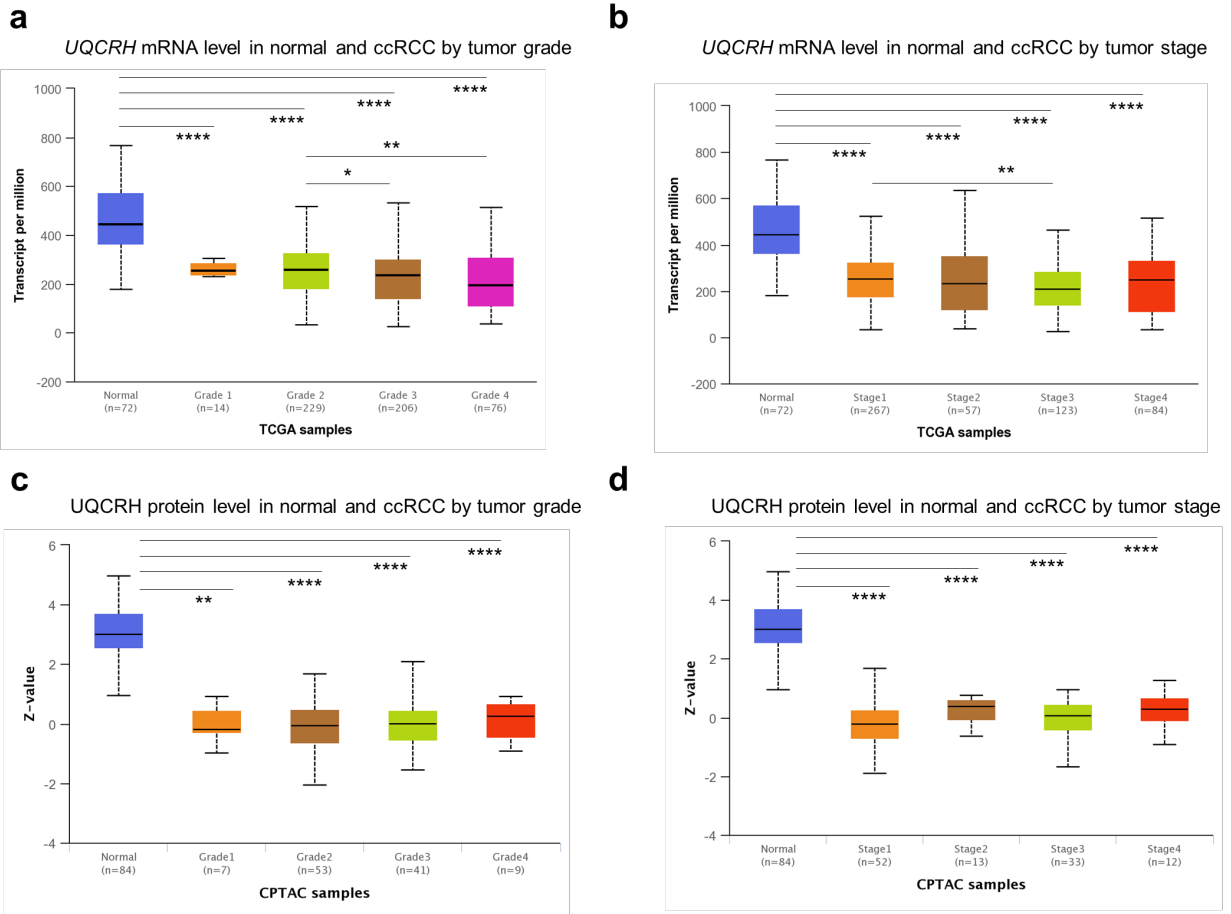 a
UQCRH mRNA level in normal and ccRCC by tumor grade
Transcript per million
1000
800
600
400
200
0
-200
****
****
****
****
**
*
Normal
(n=72)
Grade 1
(n=14)
Grade 2
(n=229)
Grade 3
(n=206)
Grade 4
(n=76)
TCGA samples
b
UQCRH mRNA level in normal and ccRCC by tumor stage
Transcript per million
1000
800
600
400
200
0
-200
****
****
****
****
**
Normal
(n=72)
Stage1
(n=267)
Stage2
(n=57)
Stage3
(n=123)
Stage4
(n=84)
TCGA samples
c
UQCRH protein level in normal and ccRCC by tumor grade
Z-value
6
4
2
0
-2
-4
****
****
****
**
Normal
(n=84)
Grade1
(n=7)
Grade2
(n=53)
Grade3
(n=41)
Grade4
(n=9)
CPTAC samples
d
UQCRH protein level in normal and ccRCC by tumor stage
Z-value
6
4
2
0
-2
-4
****
****
****
****
Normal
(n=84)
Stage1
(n=52)
Stage2
(n=13)
Stage3
(n=33)
Stage4
(n=12)
CPTAC samples